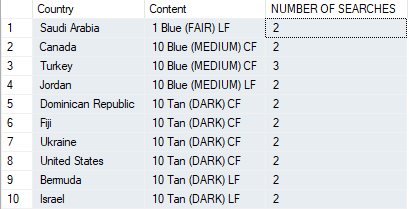 Country Content NUMBER OF SEARCHES
1 Saudi Arabia 1 Blue (FAIR) LF 2
2 Canada 10 Blue (MEDIUM) CF 2
3 Turkey 10 Blue (MEDIUM) CF 3
4 Jordan 10 Blue (MEDIUM) LF 2
5 Dominican Republic 10 Tan (DARK) CF 2
6 Fiji 10 Tan (DARK) CF 2
7 Ukraine 10 Tan (DARK) CF 2
8 United States 10 Tan (DARK) CF 2
9 Bermuda 10 Tan (DARK) LF 2
10 Israel 10 Tan (DARK) LF 2